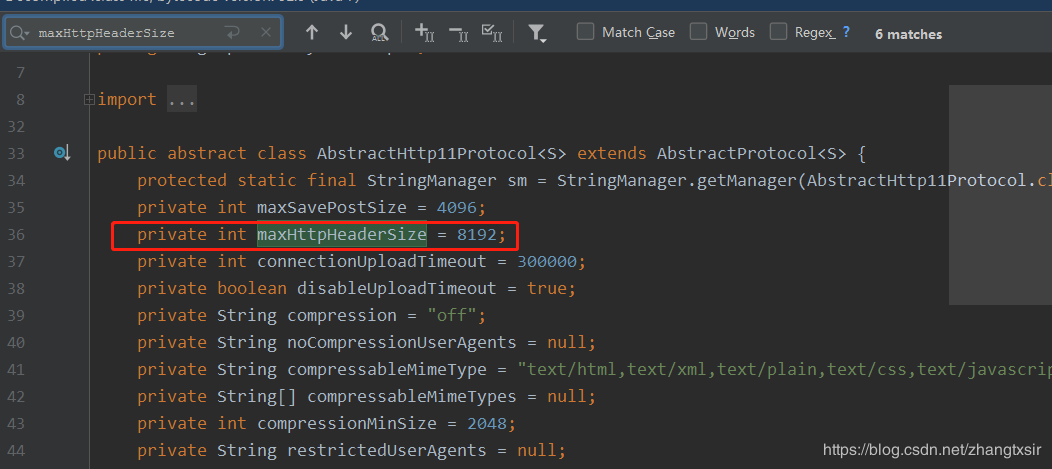 maxHttpHeaderSize
Match Case
Words
Regex
?
6 matches
7
8 import ...
32
33 public abstract class AbstractHttp11Protocol<S> extends AbstractProtocol<S> {
34 protected static final StringManager sm = StringManager.getManager(AbstractHttp11Protocol.cl
35 private int maxSavePostSize = 4096;
36 private int maxHttpHeaderSize = 8192;
37 private int connectionUploadTimeout = 300000;
38 private boolean disableUploadTimeout = true;
39 private String compression = "off";
40 private String noCompressionUserAgents = null;
41 private String compressableMimeType = "text/html,text/xml,text/plain,text/css,text/javascrip
42 private String[] compressableMimeTypes = null;
43 private int compressionMinSize = 2048;
44 private String restrictedUserAgents = null;
https://blog.csdn.net/zhangtxsir